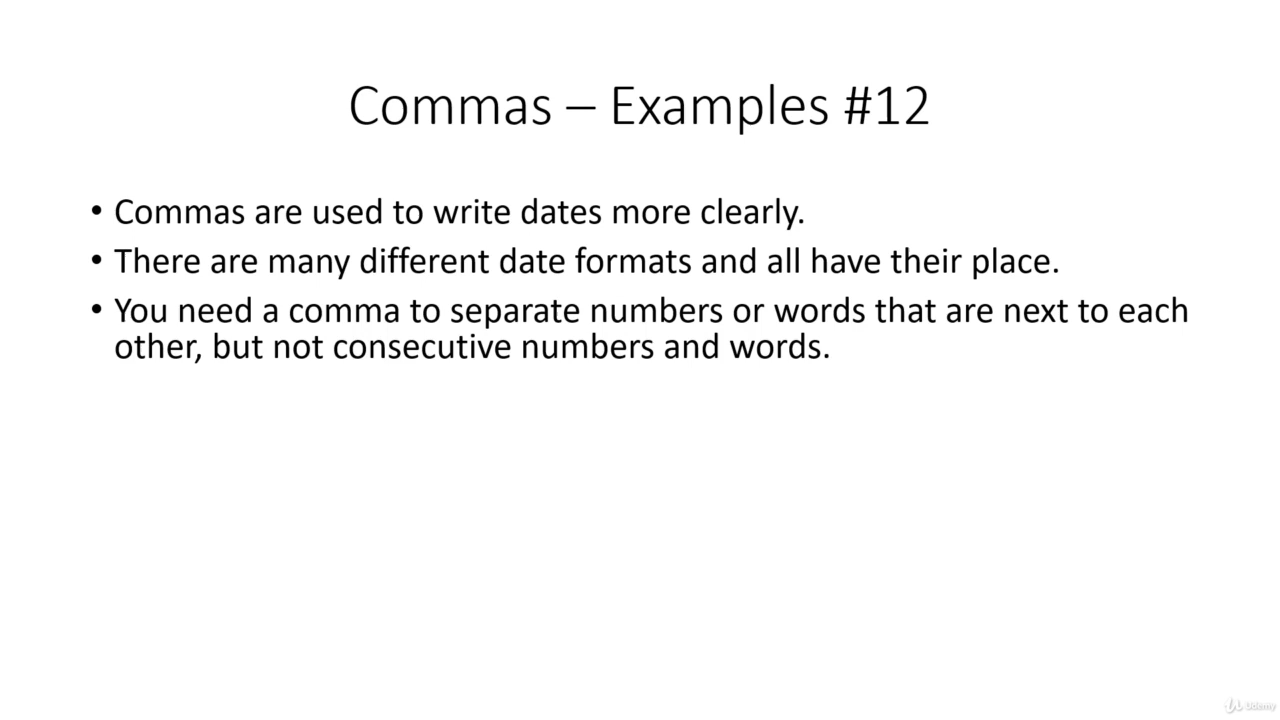 Commas – Examples #12
• Commas are used to write dates more clearly.
• There are many different date formats and all have their place.
• You need a comma to separate numbers or words that are next to each
other, but not consecutive numbers and words.
Udemy